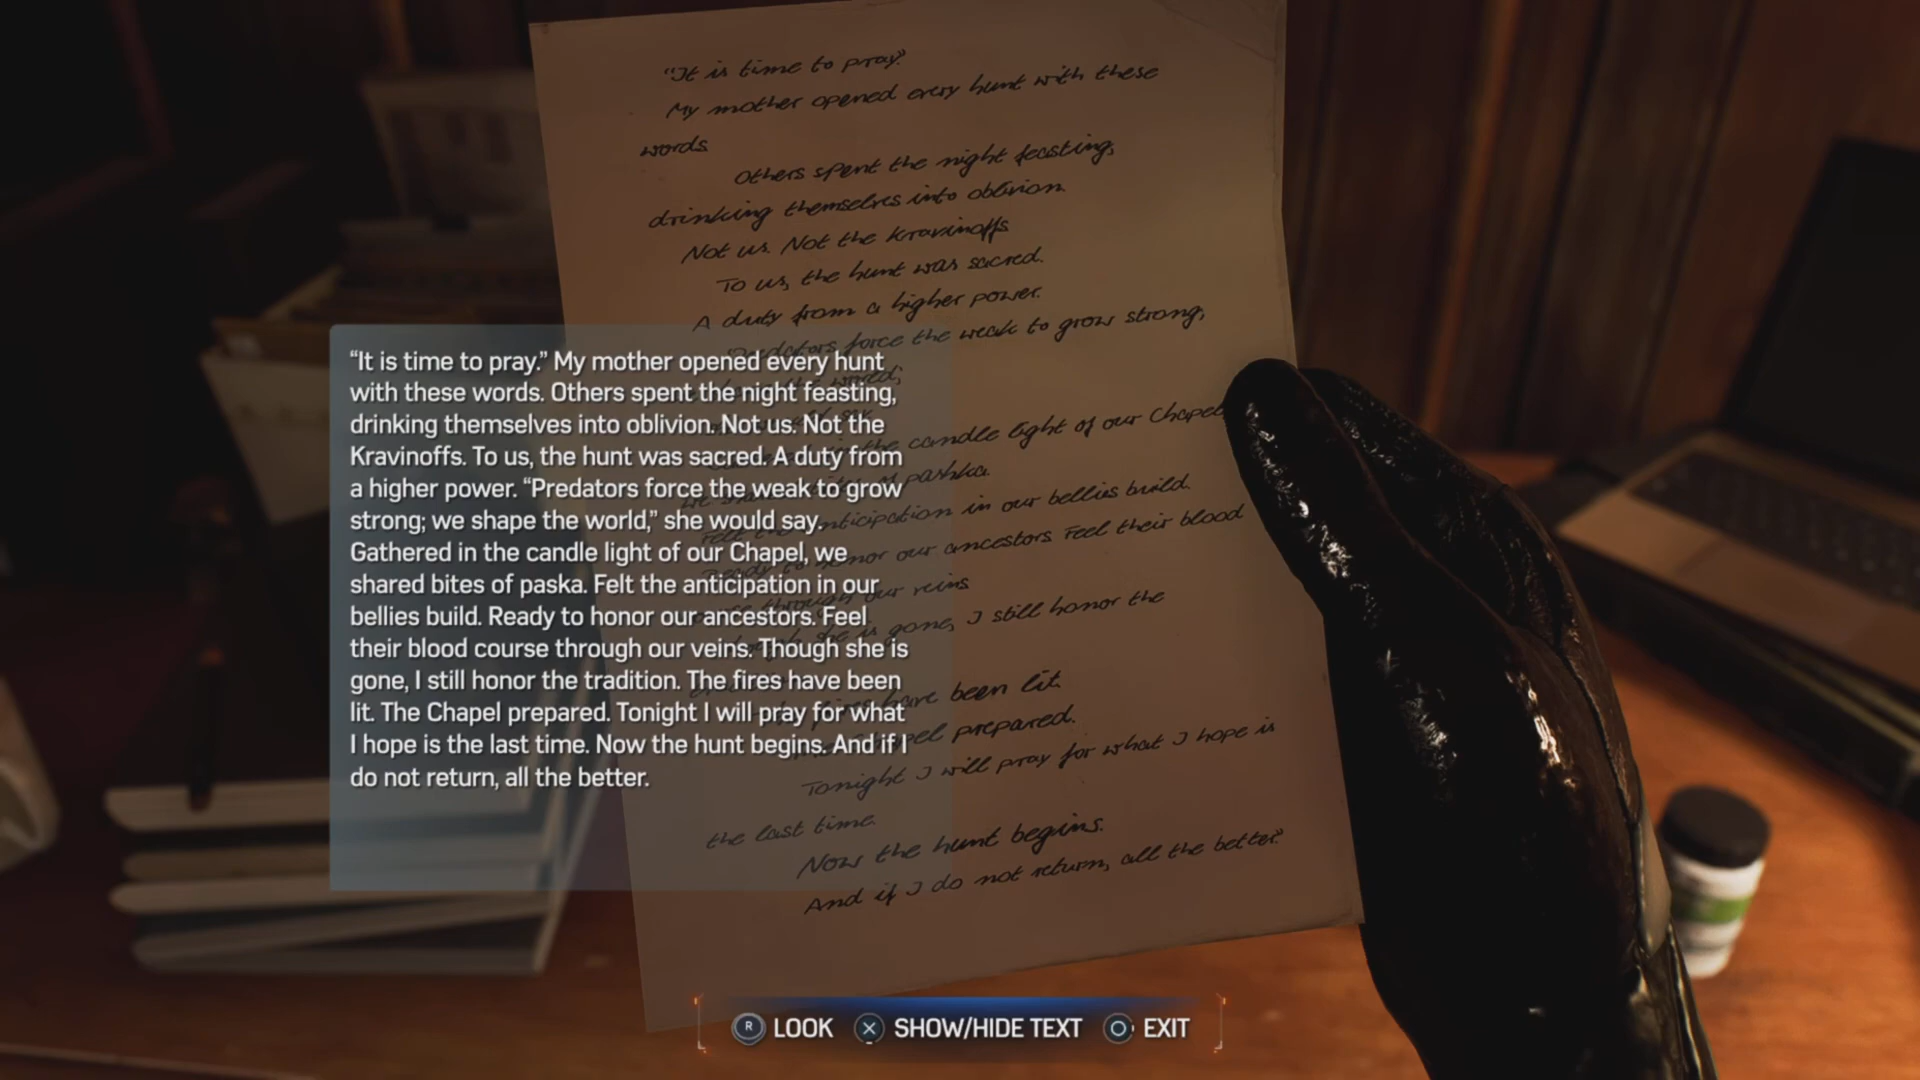 “It is time to pray.”
My mother opened every hunt with these
words.
Others spent the night feasting,
drinking themselves into oblivion.
Not us. Not the Kravinoffs
To us, the hunt was sacred.
A duty from a higher power.
force the weak to grow strong,
candle light of our Chapel
pashka.
anticipation in our bellies build.
honor our ancestors. Feel their blood
our veins
gone, I still honor the
have been lit.
prepared.
Tonight I will pray for what I hope is
the last time.
Now the hunt begins.
And if I do not return, all the better.”
“It is time to pray.” My mother opened every hunt
with these words. Others spent the night feasting,
drinking themselves into oblivion. Not us. Not the
Kravinoffs. To us, the hunt was sacred. A duty from
a higher power. “Predators force the weak to grow
strong; we shape the world,” she would say.
Gathered in the candle light of our Chapel, we
shared bites of paska. Felt the anticipation in our
bellies build. Ready to honor our ancestors. Feel
their blood course through our veins. Though she is
gone, I still honor the tradition. The fires have been
lit. The Chapel prepared. Tonight I will pray for what
I hope is the last time. Now the hunt begins. And if I
do not return, all the better.
R LOOK SHOW/HIDE TEXT EXIT